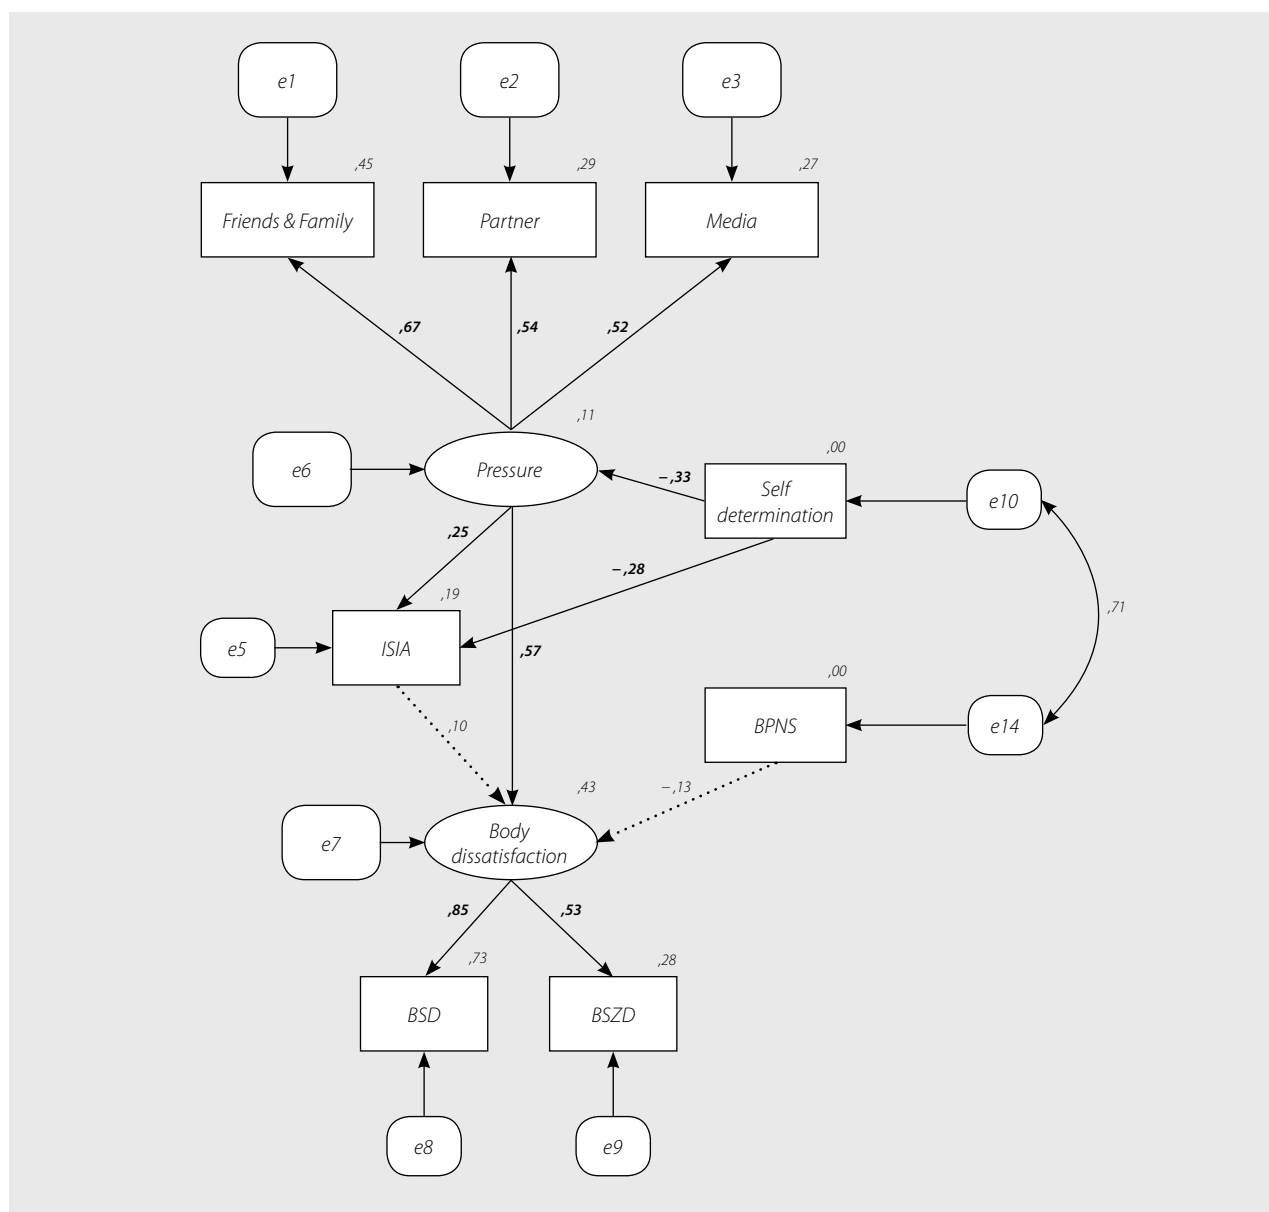 e1
e2
e3
,45
,29
,27
Friends & Family
Partner
Media
,67
,54
,52
,11
,00
e6
Pressure
– ,33
Self
determination
e10
,25
– ,28
,19
,71
e5
ISIA
,57
,00
,10
BPNS
e14
,43
– ,13
e7
Body
dissatisfaction
,85
,53
,73
,28
BSD
BSZD
e8
e9